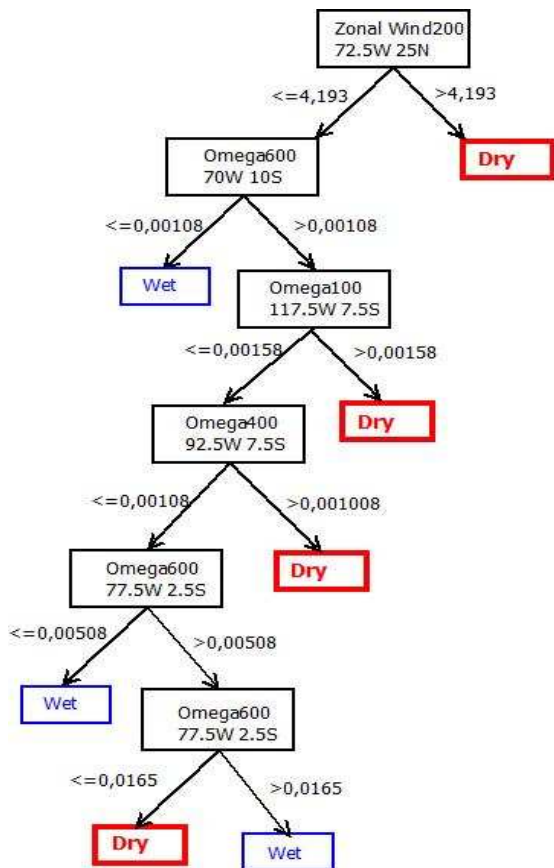 Zonal Wind200
72.5W 25N
<=4,193
>4,193
Omega600
70W 10S
Dry
<=0,00108
>0,00108
Wet
Omega100
117.5W 7.5S
<=0,00158
>0,00158
Omega400
92.5W 7.5S
Dry
<=0,00108
>0,001008
Omega600
77.5W 2.5S
Dry
<=0,00508
>0,00508
Wet
Omega600
77.5W 2.5S
<=0,0165
>0,0165
Dry
Wet